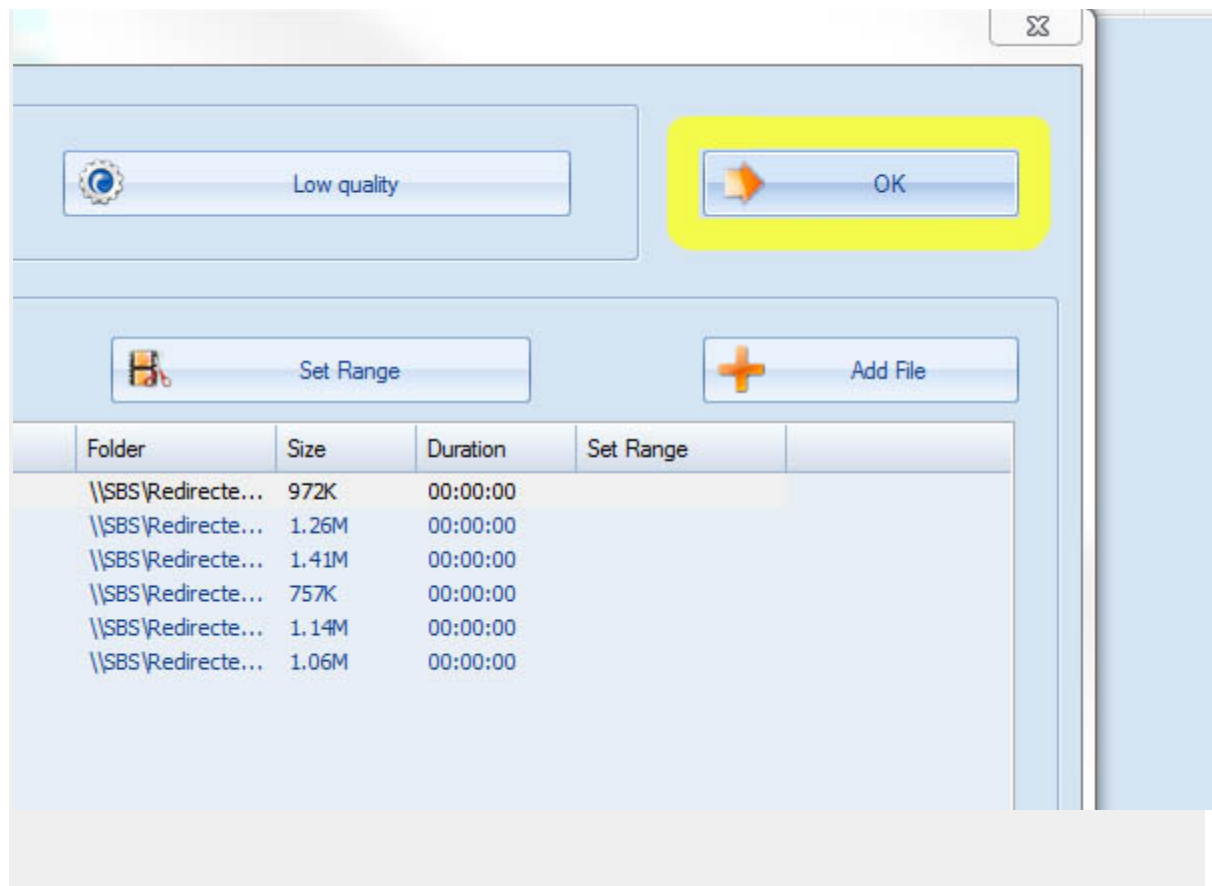 Low quality OK
Set Range Add File
Folder Size Duration Set Range
\\SBS\Redirecte... 972K 00:00:00
\\SBS\Redirecte... 1.26M 00:00:00
\\SBS\Redirecte... 1.41M 00:00:00
\\SBS\Redirecte... 757K 00:00:00
\\SBS\Redirecte... 1.14M 00:00:00
\\SBS\Redirecte... 1.06M 00:00:00